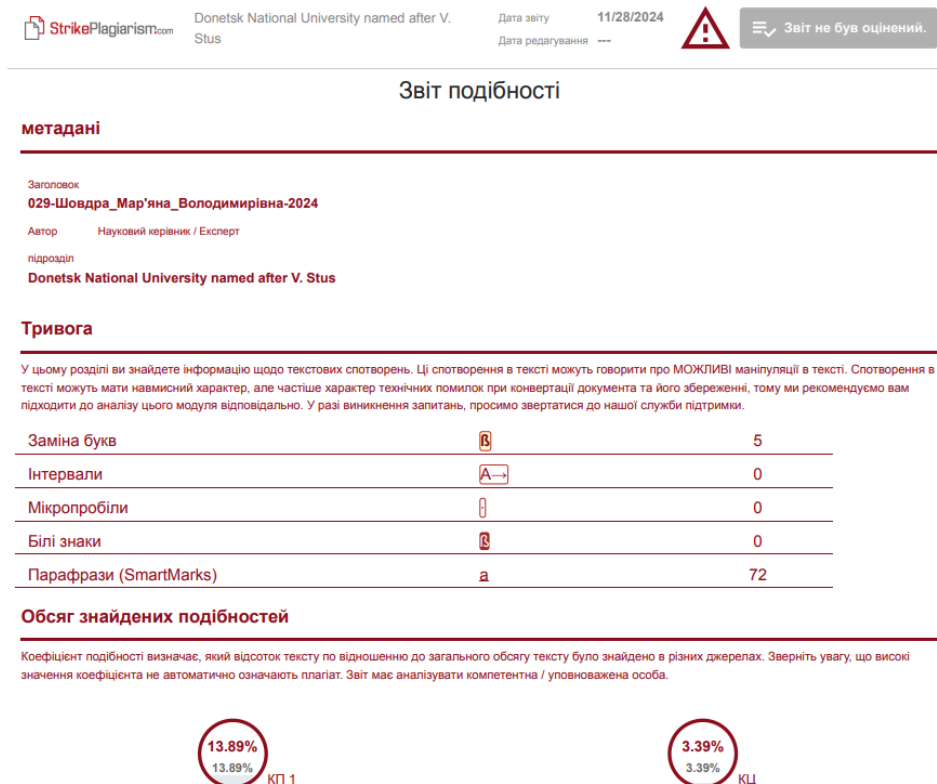 StrikePlagiarism.com
Donetsk National University named after V.
Stus
Дата звіту 11/28/2024
Дата редагування ---
Звіт не був оцінений.
Звіт подібності
метадані
Заголовок
029-Шовдра_Мар'яна_Володимирівна-2024
Автор Науковий керівник / Експерт
підрозділ
Donetsk National University named after V. Stus
Тривога
У цьому розділі ви знайдете інформацію щодо текстових спотворень. Ці спотворення в тексті можуть говорити про МОЖЛИВІ маніпуляції в тексті. Спотворення в
тексті можуть мати навмисний характер, але частіше характер технічних помилок при конвертації документа та його збереженні, тому ми рекомендуємо вам
підходити до аналізу цього модуля відповідально. У разі виникнення запитань, просимо звертатися до нашої служби підтримки.
Заміна букв ß 5
Інтервали A→ 0
Мікропробіли 0
Білі знаки ß 0
Парафрази (SmartMarks) a 72
Обсяг знайдених подібностей
Коефіцієнт подібності визначає, який відсоток тексту по відношенню до загального обсягу тексту було знайдено в різних джерелах. Зверніть увагу, що високі
значення коефіцієнта не автоматично означають плагіат. Звіт має аналізувати компетентна / уповноважена особа.
13.89% 3.39%
13.89% 3.39%
КП 1 КЦ